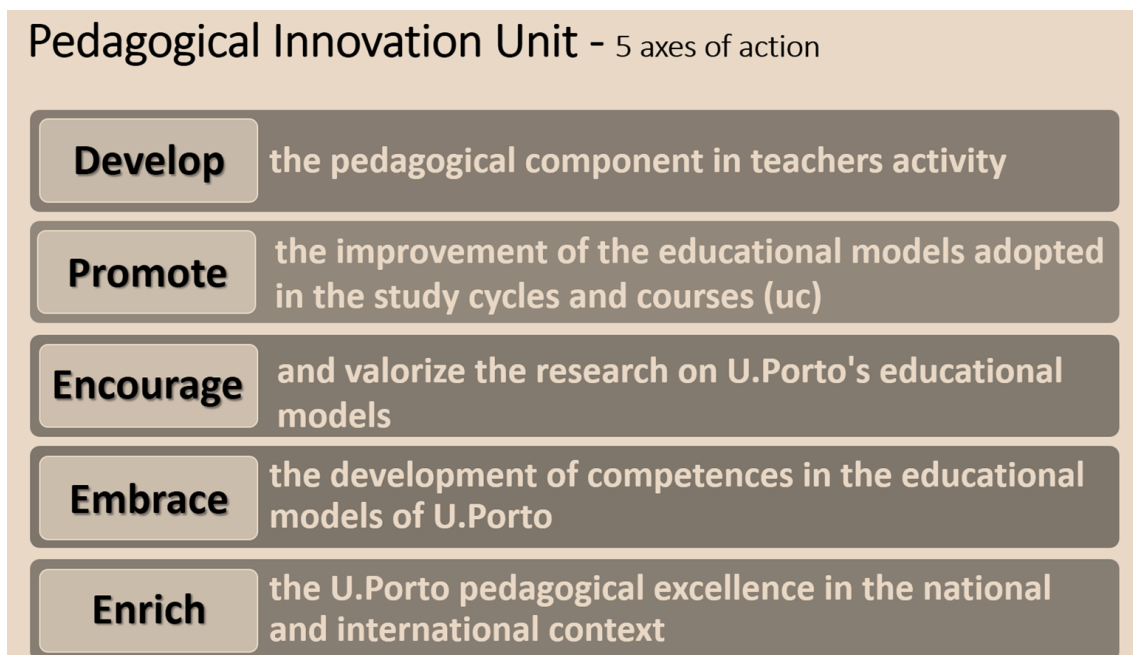 Pedagogical Innovation Unit - 5 axes of action
Develop the pedagogical component in teachers activity
Promote the improvement of the educational models adopted
in the study cycles and courses (uc)
Encourage and valorize the research on U.Porto's educational
models
Embrace the development of competences in the educational
models of U.Porto
Enrich the U.Porto pedagogical excellence in the national
and international context